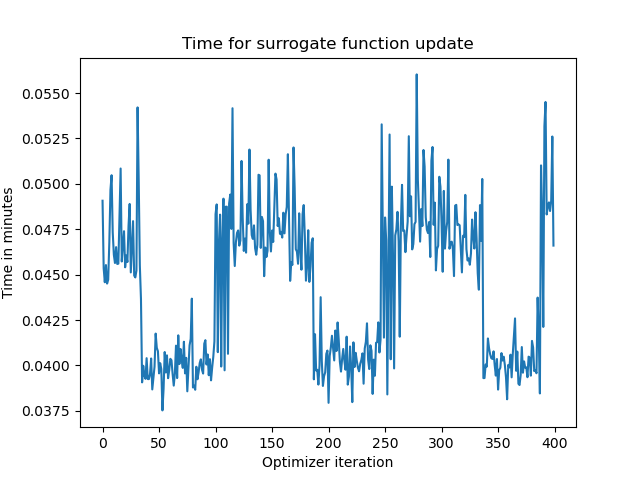 Time for surrogate function update
Time in minutes
0.0550
0.0525
0.0500
0.0475
0.0450
0.0425
0.0400
0.0375
0 50 100 150 200 250 300 350 400
Optimizer iteration